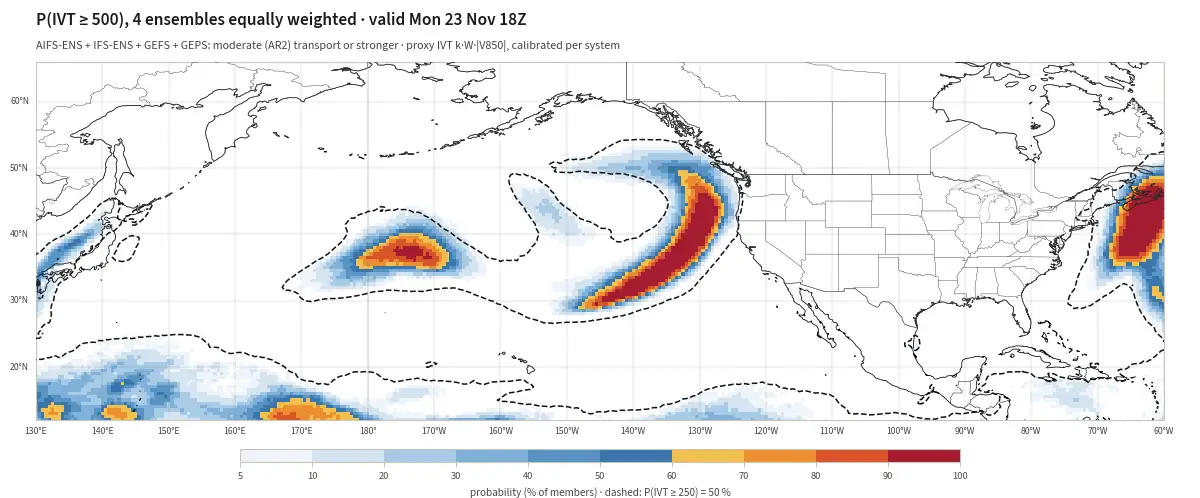 P(IVT ≥ 500), 4 ensembles equally weighted · valid Mon 23 Nov 18Z
AIFS-ENS + IFS-ENS + GEFS + GEPS: moderate (AR2) transport or stronger · proxy IVT k·W·|V850|, calibrated per system
60°N
50°N
40°N
30°N
20°N
130°E 140°E 150°E 160°E 170°E 180° 170°W 160°W 150°W 140°W 130°W 120°W 110°W 100°W 90°W 80°W 70°W 60°W
5 10 20 30 40 50 60 70 80 90 100
probability (% of members) · dashed: P(IVT ≥ 250) = 50 %